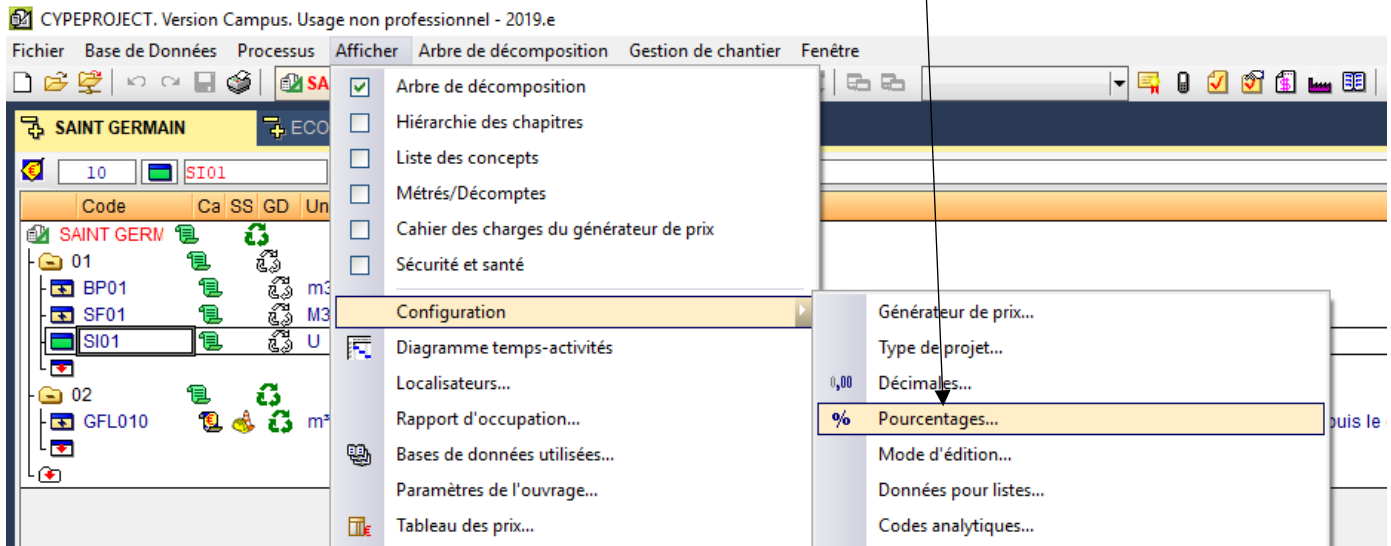 CYPEPROJECT. Version Campus. Usage non professionnel - 2019.e
Fichier Base de Données Processus Afficher Arbre de décomposition Gestion de chantier Fenêtre
SA
SAINT GERMAIN
ECO
10 SI01
Code Ca SS GD Un
SAINT GERM
01
BP01 m3
SF01 M3
SI01 U
02
GFL010 m³
Arbre de décomposition
Hiérarchie des chapitres
Liste des concepts
Métrés/Décomptes
Cahier des charges du générateur de prix
Sécurité et santé
Configuration
Diagramme temps-activités
Localisateurs...
Rapport d'occupation...
Bases de données utilisées...
Paramètres de l'ouvrage...
Tableau des prix...
Générateur de prix...
Type de projet...
0,00 Décimales...
% Pourcentages...
Mode d'édition...
Données pour listes...
Codes analytiques...
puis le